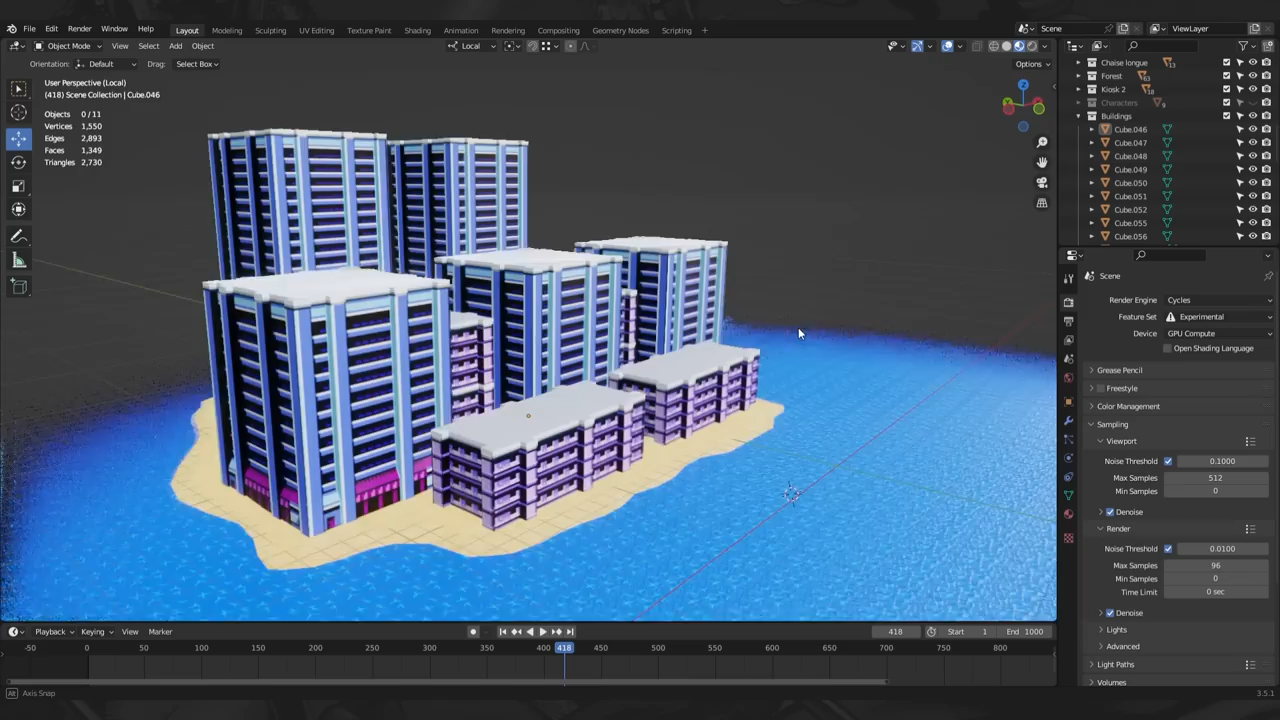 File Edit Render Window Help Layout Modeling Sculpting UV Editing Texture Paint Shading Animation Rendering Compositing Geometry Nodes Scripting + Scene ViewLayer
Object Mode View Select Add Object Local
Orientation: Default Drag: Select Box Options
User Perspective (Local)
(418) Scene Collection | Cube.046
Objects 0/11
Vertices 1,550
Edges 2,893
Faces 1,349
Triangles 2,730
Z
Chaise longue 13
Forest 63
Kiosk 2 18
Characters 9
Buildings
Cube.046
Cube.047
Cube.048
Cube.049
Cube.050
Cube.051
Cube.052
Cube.055
Cube.056
Scene
Render Engine Cycles
Feature Set Experimental
Device GPU Compute
Open Shading Language
Grease Pencil
Freestyle
Color Management
Sampling
Viewport
Noise Threshold 0.1000
Max Samples 512
Min Samples 0
Denoise
Render
Noise Threshold 0.0100
Max Samples 96
Min Samples 0
Time Limit 0 sec
Denoise
Lights
Advanced
Light Paths
Volumes
Playback Keying View Marker 418 Start 1 End 1000
-50 0 50 100 150 200 250 300 350 400 418 450 500 550 600 650 700 750 800
Alt Axis Snap 3.5.1